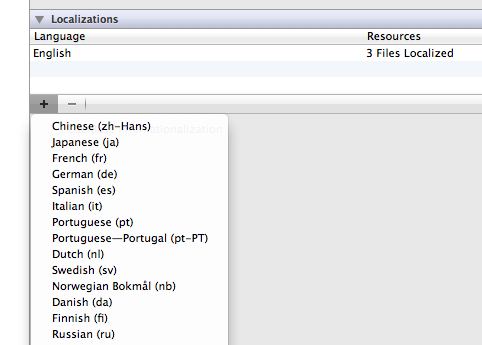 Localizations
Language Resources
English 3 Files Localized
+ −
Chinese (zh-Hans)
Japanese (ja)
French (fr)
German (de)
Spanish (es)
Italian (it)
Portuguese (pt)
Portuguese—Portugal (pt-PT)
Dutch (nl)
Swedish (sv)
Norwegian Bokmål (nb)
Danish (da)
Finnish (fi)
Russian (ru)